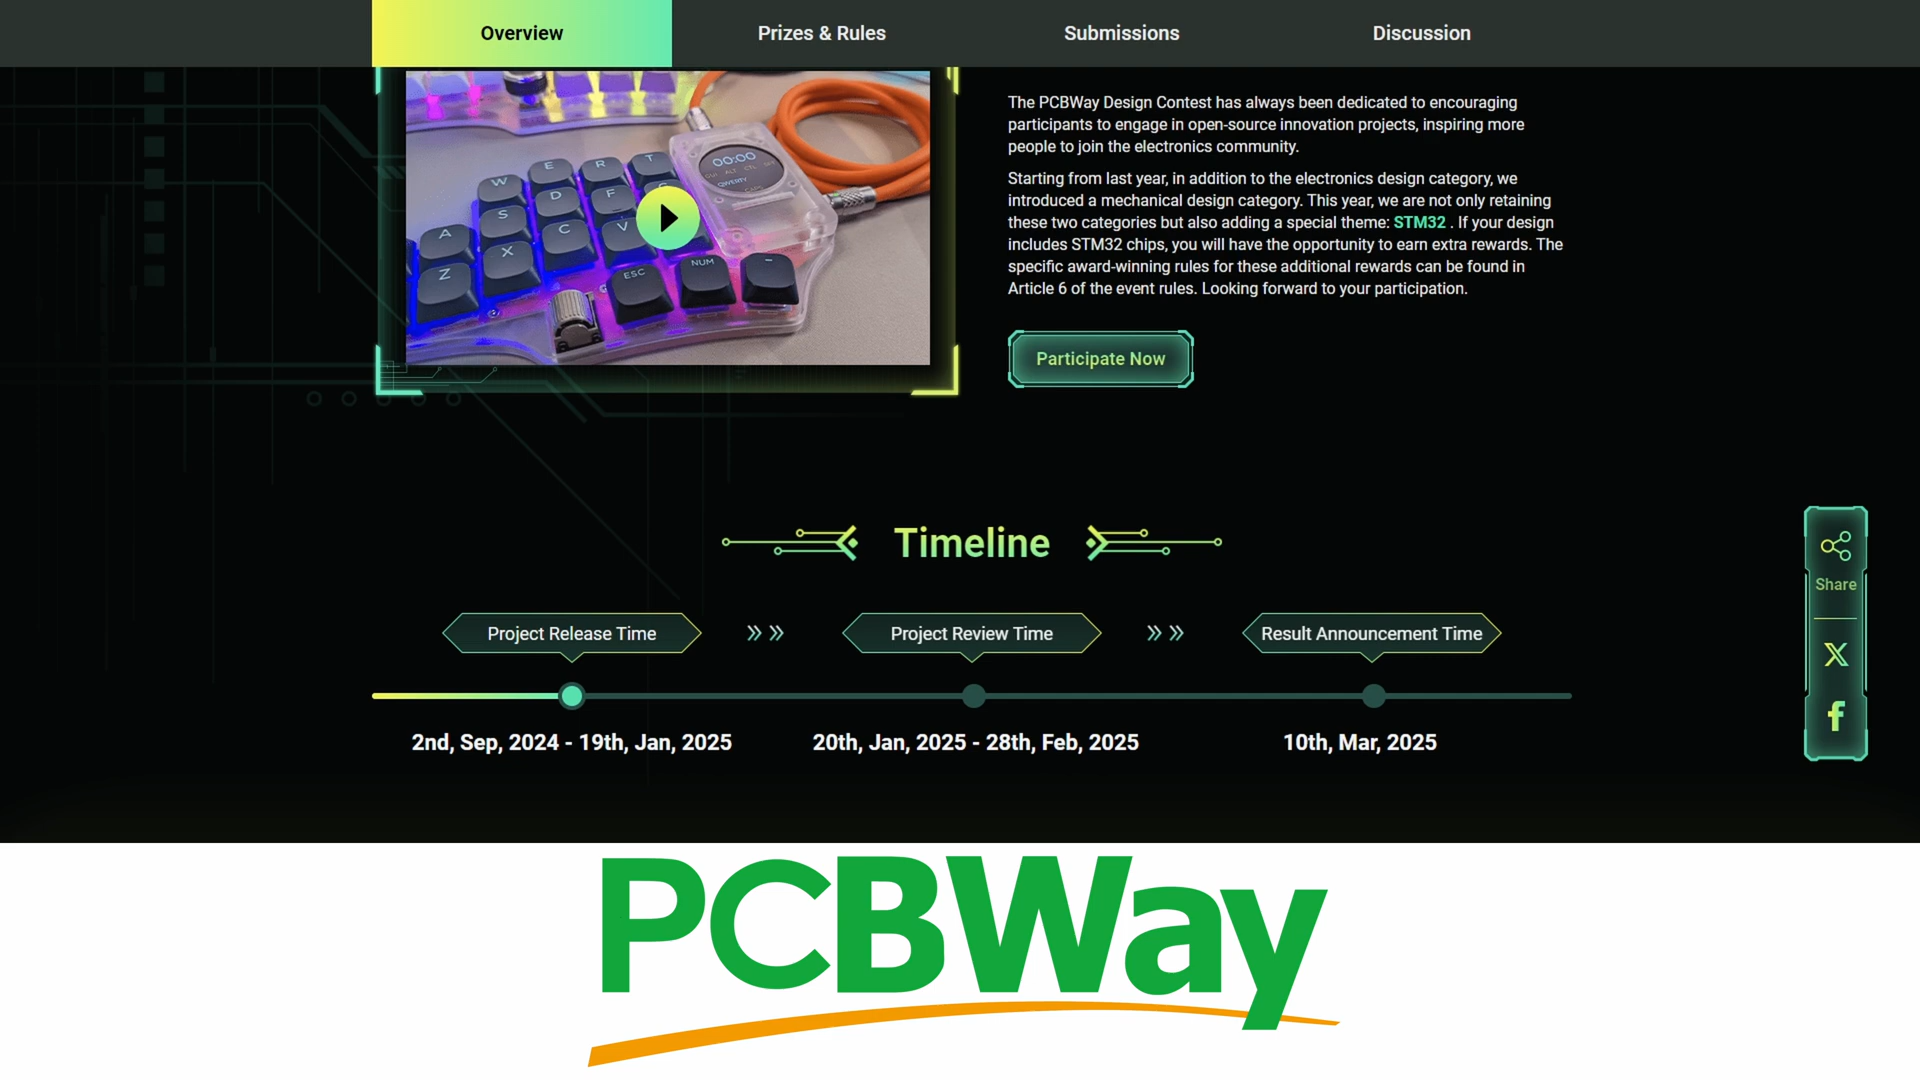 Overview
Prizes & Rules
Submissions
Discussion
00:00
QWERTY
W
E
R
T
A
S
D
F
Z
X
C
V
ESC
NUM
The PCBWay Design Contest has always been dedicated to encouraging
participants to engage in open-source innovation projects, inspiring more
people to join the electronics community.
Starting from last year, in addition to the electronics design category, we
introduced a mechanical design category. This year, we are not only retaining
these two categories but also adding a special theme: STM32 . If your design
includes STM32 chips, you will have the opportunity to earn extra rewards. The
specific award-winning rules for these additional rewards can be found in
Article 6 of the event rules. Looking forward to your participation.
Participate Now
Timeline
Project Release Time
Project Review Time
Result Announcement Time
2nd, Sep, 2024 - 19th, Jan, 2025
20th, Jan, 2025 - 28th, Feb, 2025
10th, Mar, 2025
Share
PCBWay